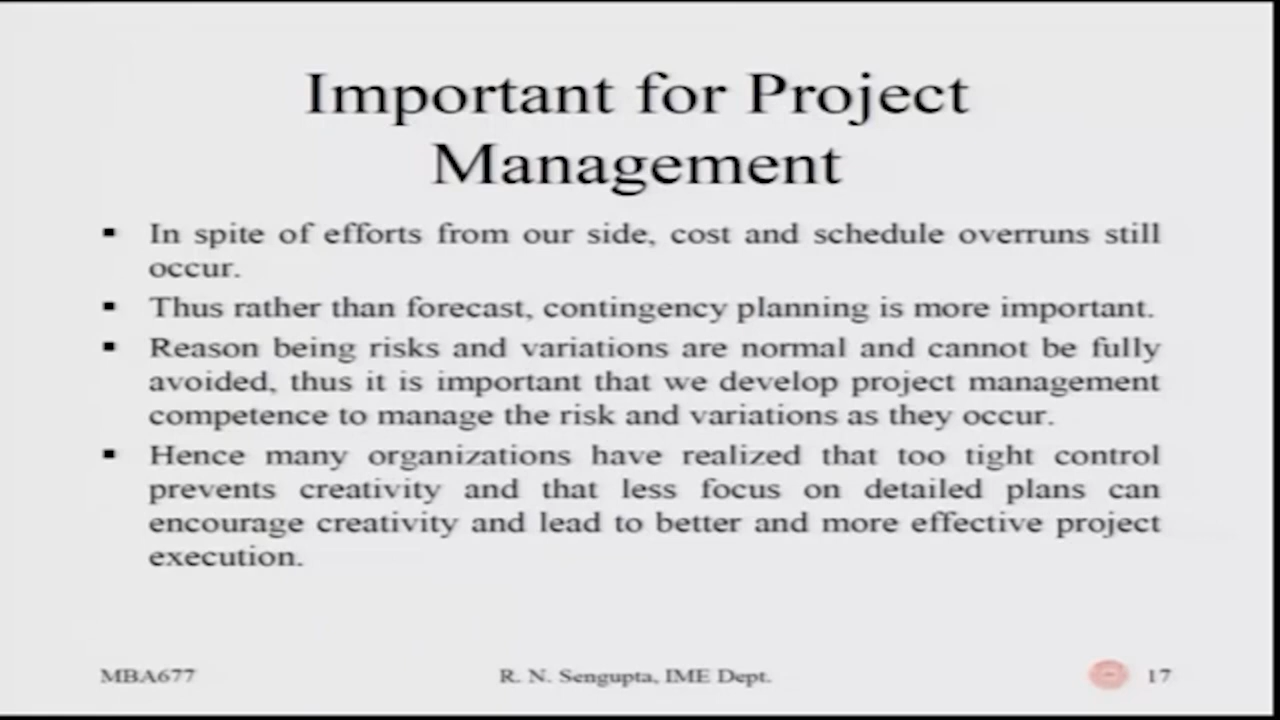 Important for Project
Management
▪ In spite of efforts from our side, cost and schedule overruns still
occur.
▪ Thus rather than forecast, contingency planning is more important.
▪ Reason being risks and variations are normal and cannot be fully
avoided, thus it is important that we develop project management
competence to manage the risk and variations as they occur.
▪ Hence many organizations have realized that too tight control
prevents creativity and that less focus on detailed plans can
encourage creativity and lead to better and more effective project
execution.
MBA677 R. N. Sengupta, IME Dept. 17